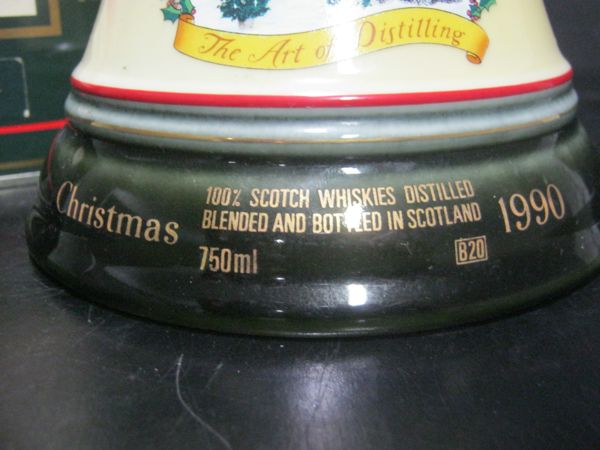 The Art of Distilling
Christmas
100% SCOTCH WHISKIES DISTILLED
BLENDED AND BOTTLED IN SCOTLAND
750ml
B20
1990